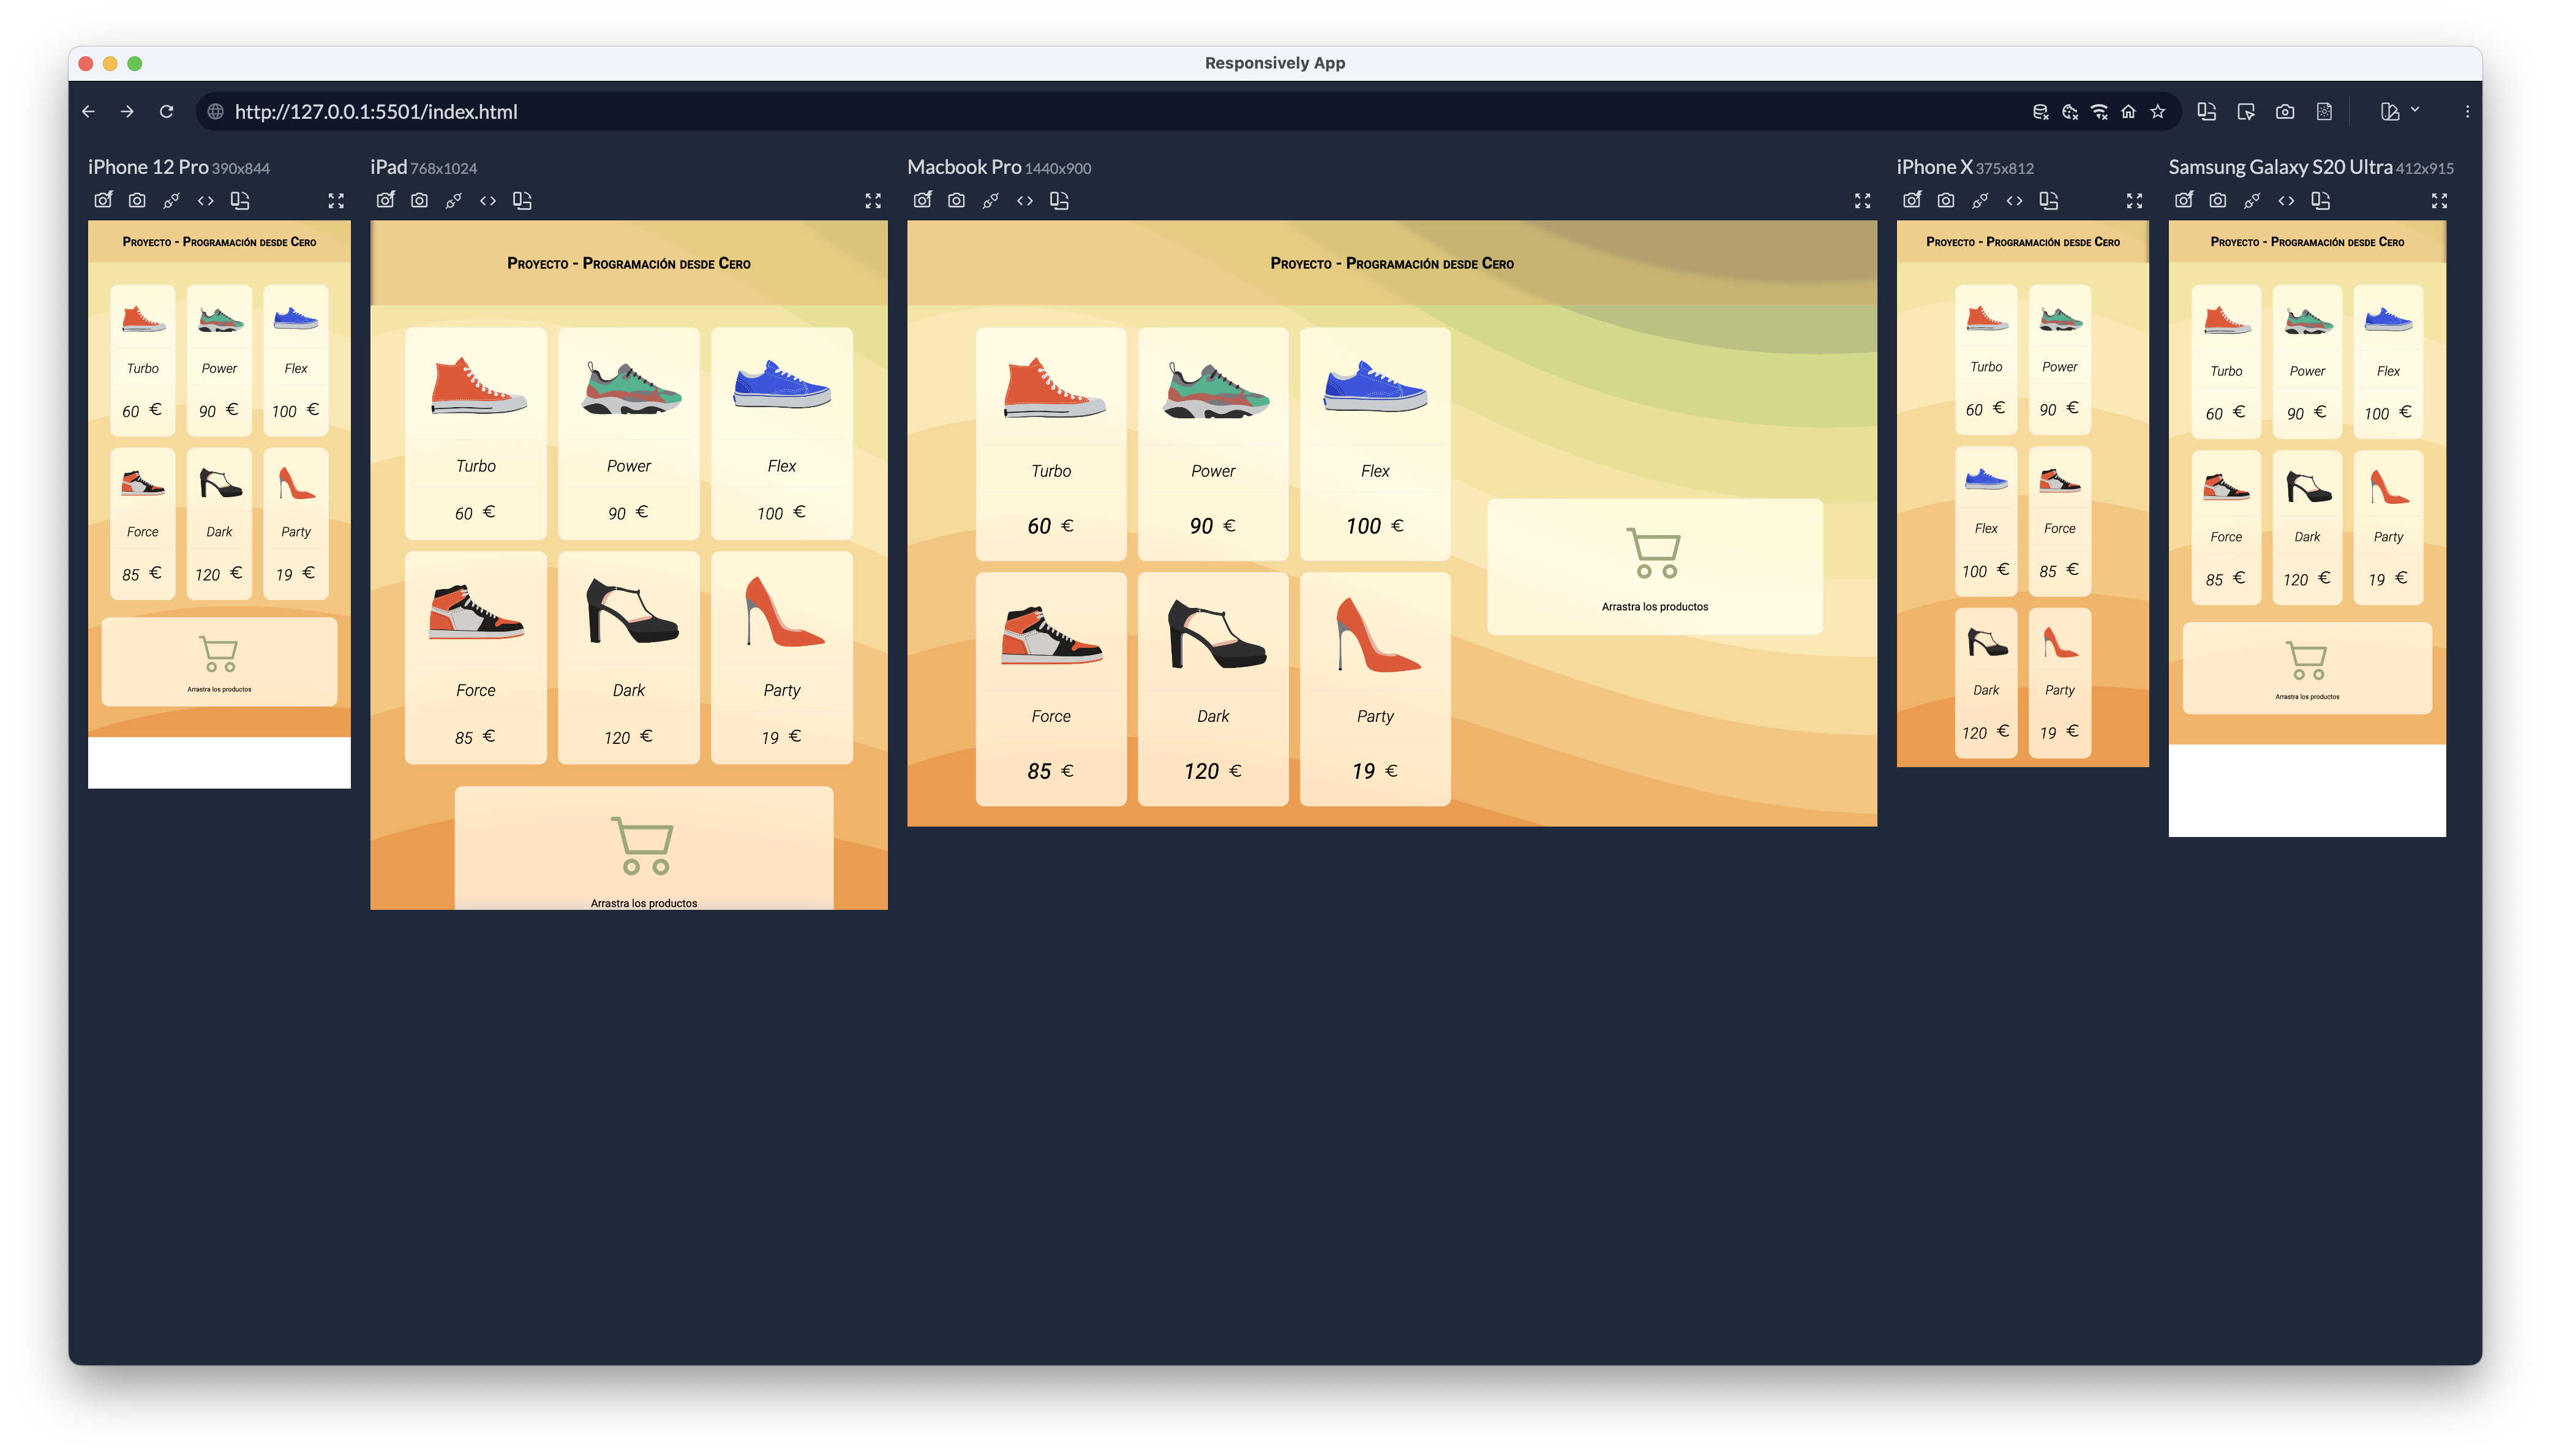 Responsively App
http://127.0.0.1:5501/index.html
iPhone 12 Pro 390x844
Proyecto - Programación desde Cero
Turbo Power Flex
60 € 90 € 100 €
Force Dark Party
85 € 120 € 19 €
Arrastra los productos
iPad 768x1024
Proyecto - Programación desde Cero
Turbo Power Flex
60 € 90 € 100 €
Force Dark Party
85 € 120 € 19 €
Arrastra los productos
Macbook Pro 1440x900
Proyecto - Programación desde Cero
Turbo Power Flex
60 € 90 € 100 €
Force Dark Party
85 € 120 € 19 €
Arrastra los productos
iPhone X 375x812
Proyecto - Programación desde Cero
Turbo Power
60 € 90 €
Flex Force
100 € 85 €
Dark Party
120 € 19 €
Samsung Galaxy S20 Ultra 412x915
Proyecto - Programación desde Cero
Turbo Power Flex
60 € 90 € 100 €
Force Dark Party
85 € 120 € 19 €
Arrastra los productos